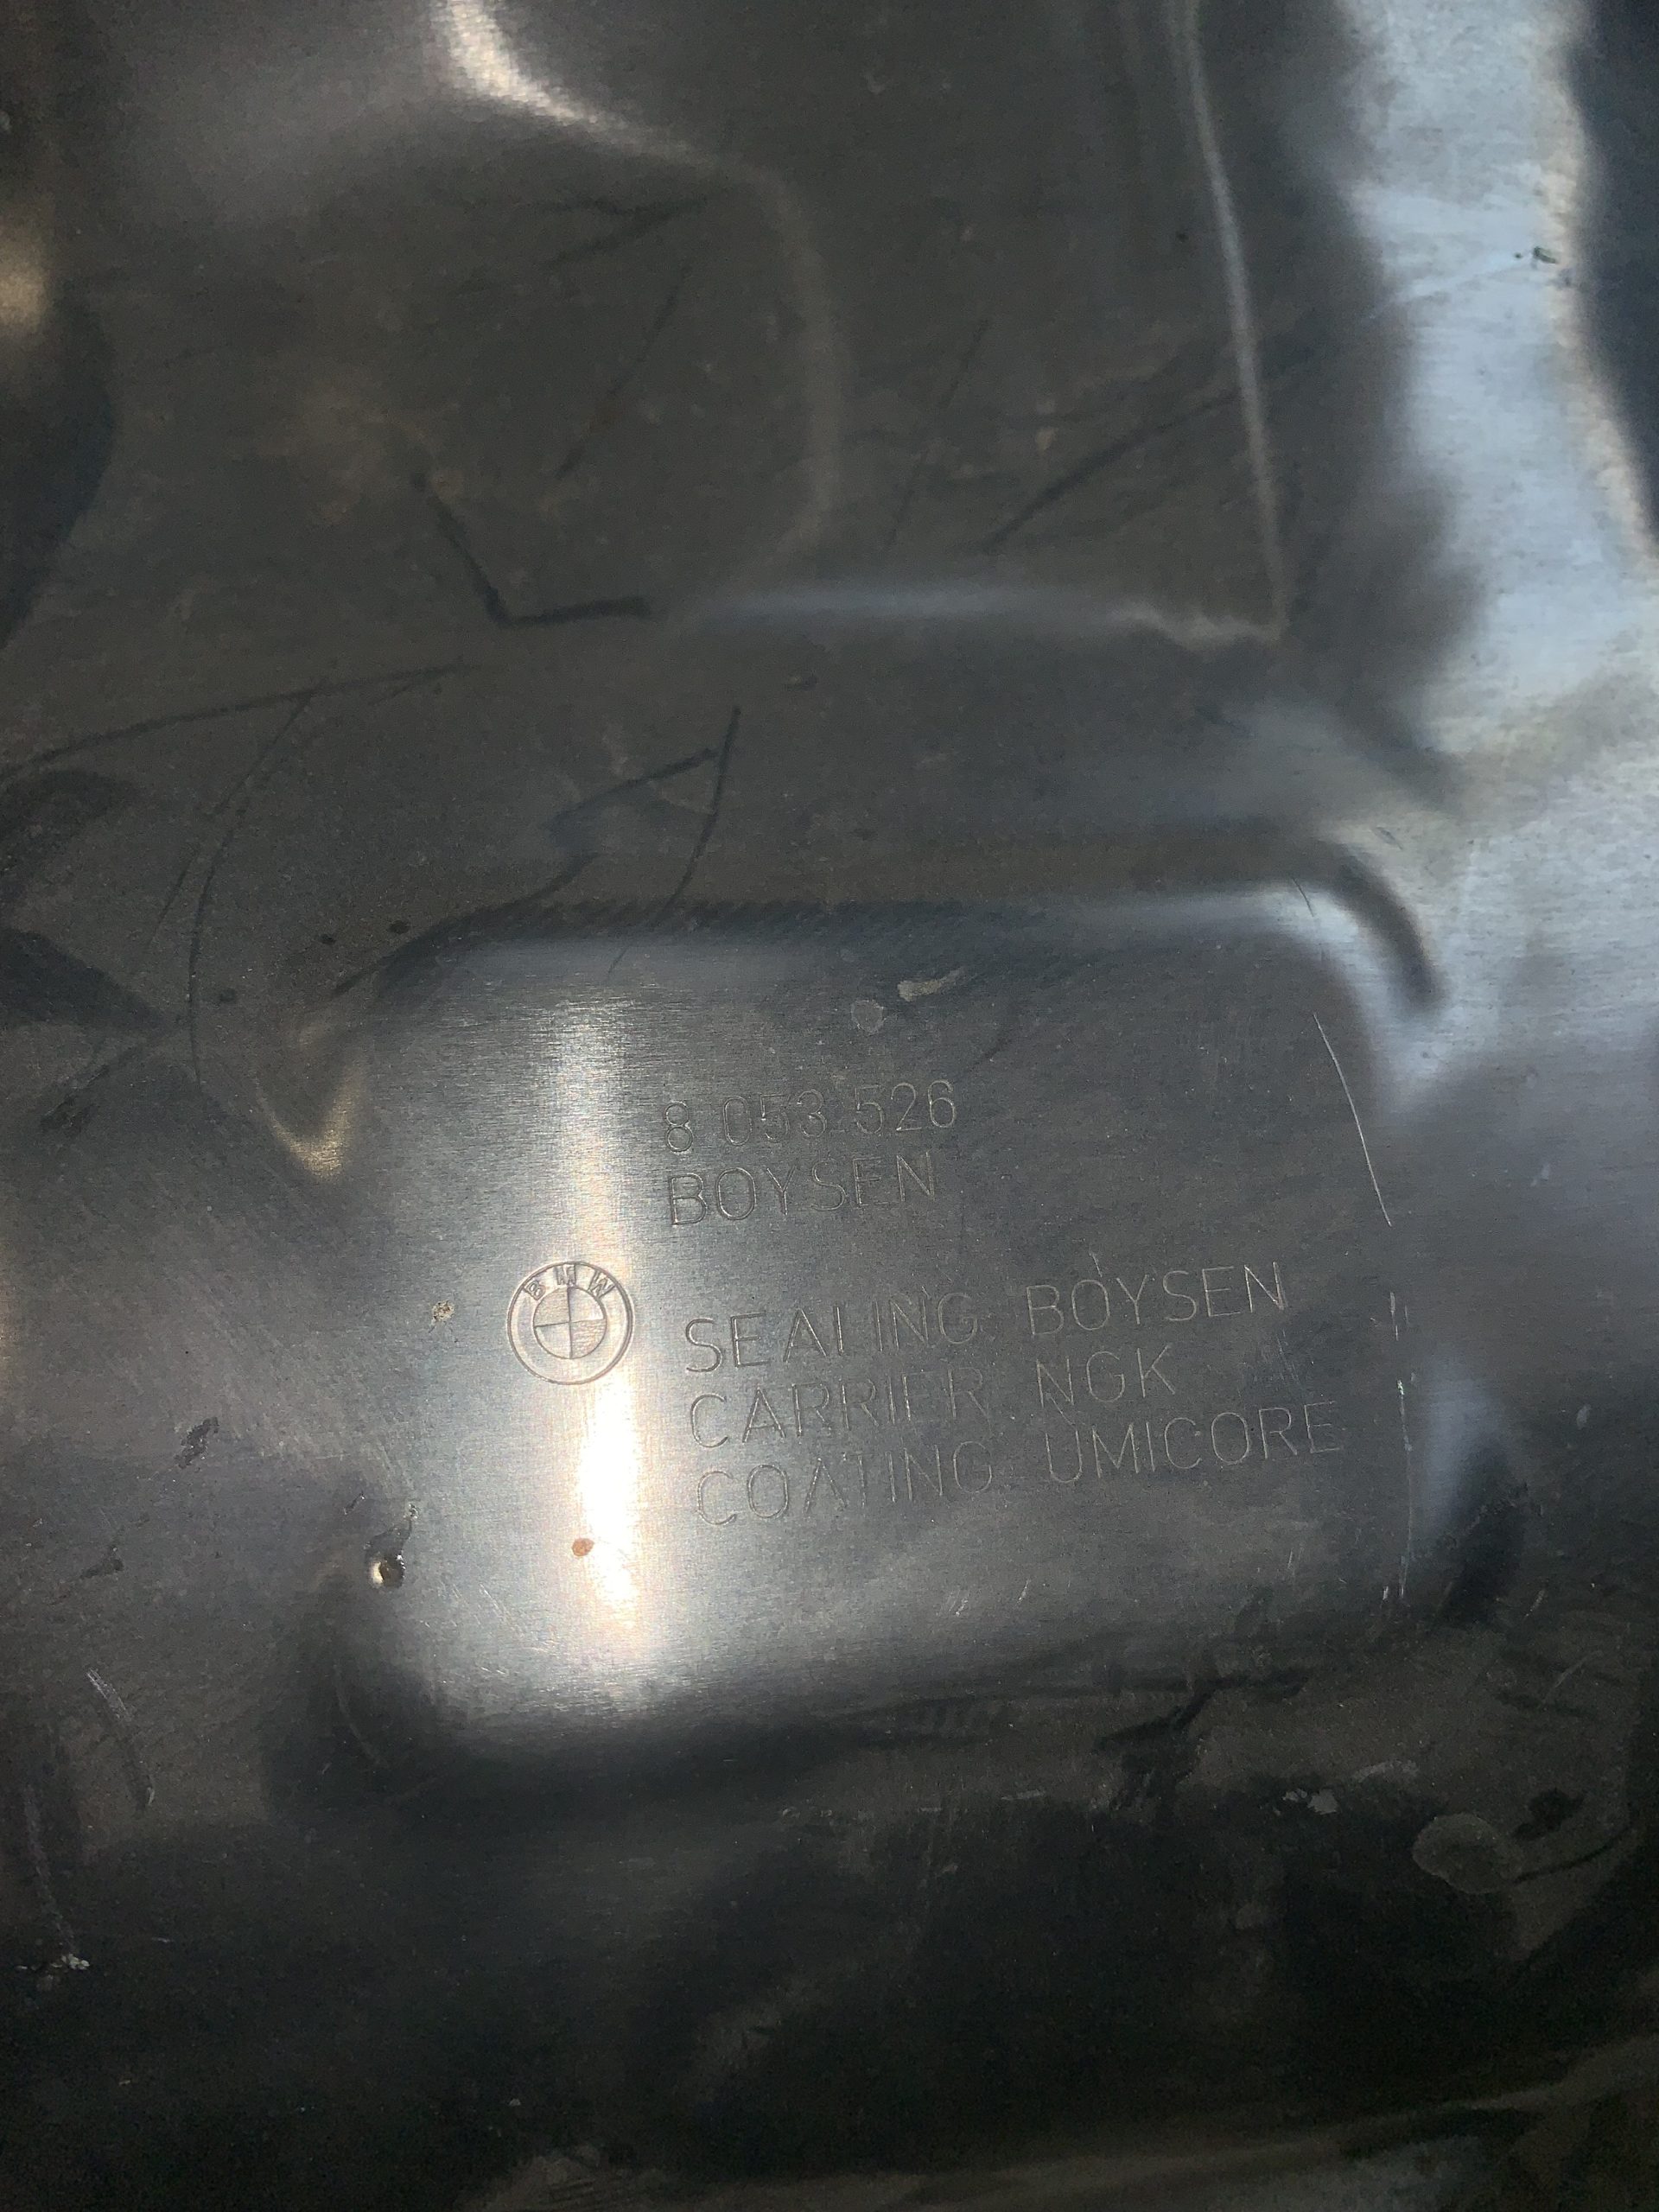 8 053 526
BOYSEN
BMW
SEALING BOYSEN
CARRIER NGK
COATING UMICORE